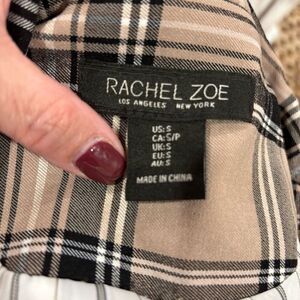 RACHEL ZOE
LOS ANGELES NEW YORK
US:S
CA:S/P
UK:S
EU:S
AU:S
MADE IN CHINA